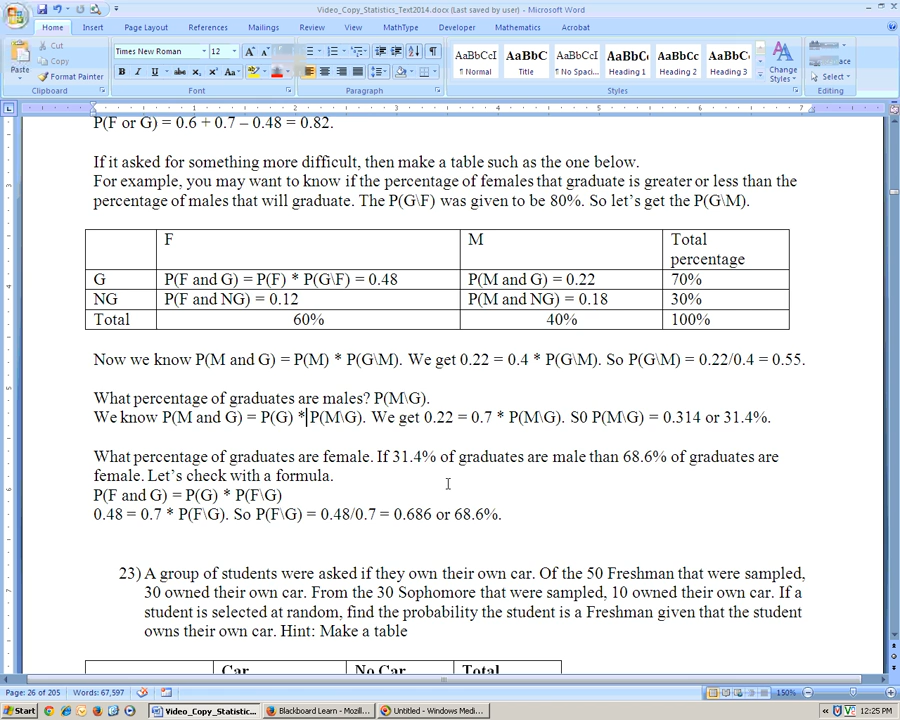 Video_Copy_Statistics_Text2014.docx (Last saved by user) - Microsoft Word
Home Insert Page Layout References Mailings Review View MathType Developer Mathematics Acrobat
Paste Cut Copy Format Painter
Times New Roman 12
AaBbCcI ¶ Normal AaBbC Title AaBbCcI ¶ No Spaci... AaBbC Heading 1 AaBbCc Heading 2 AaBbC Heading 3
Change Styles
Select
Clipboard Font Paragraph Styles Editing
P(F or G) = 0.6 + 0.7 – 0.48 = 0.82.
If it asked for something more difficult, then make a table such as the one below.
For example, you may want to know if the percentage of females that graduate is greater or less than the
percentage of males that will graduate. The P(G\F) was given to be 80%. So let's get the P(G\M).
F M Total percentage
G P(F and G) = P(F) * P(G\F) = 0.48 P(M and G) = 0.22 70%
NG P(F and NG) = 0.12 P(M and NG) = 0.18 30%
Total 60% 40% 100%
Now we know P(M and G) = P(M) * P(G\M). We get 0.22 = 0.4 * P(G\M). So P(G\M) = 0.22/0.4 = 0.55.
What percentage of graduates are males? P(M\G).
We know P(M and G) = P(G) * P(M\G). We get 0.22 = 0.7 * P(M\G). S0 P(M\G) = 0.314 or 31.4%.
What percentage of graduates are female. If 31.4% of graduates are male than 68.6% of graduates are
female. Let's check with a formula.
P(F and G) = P(G) * P(F\G)
0.48 = 0.7 * P(F\G). So P(F\G) = 0.48/0.7 = 0.686 or 68.6%.
23) A group of students were asked if they own their own car. Of the 50 Freshman that were sampled,
30 owned their own car. From the 30 Sophomore that were sampled, 10 owned their own car. If a
student is selected at random, find the probability the student is a Freshman given that the student
owns their own car. Hint: Make a table
Car No Car Total
Page: 26 of 205 Words: 67,597 150%
Start Video_Copy_Statistic... Blackboard Learn - Mozill... Untitled - Windows Medi... 12:25 PM